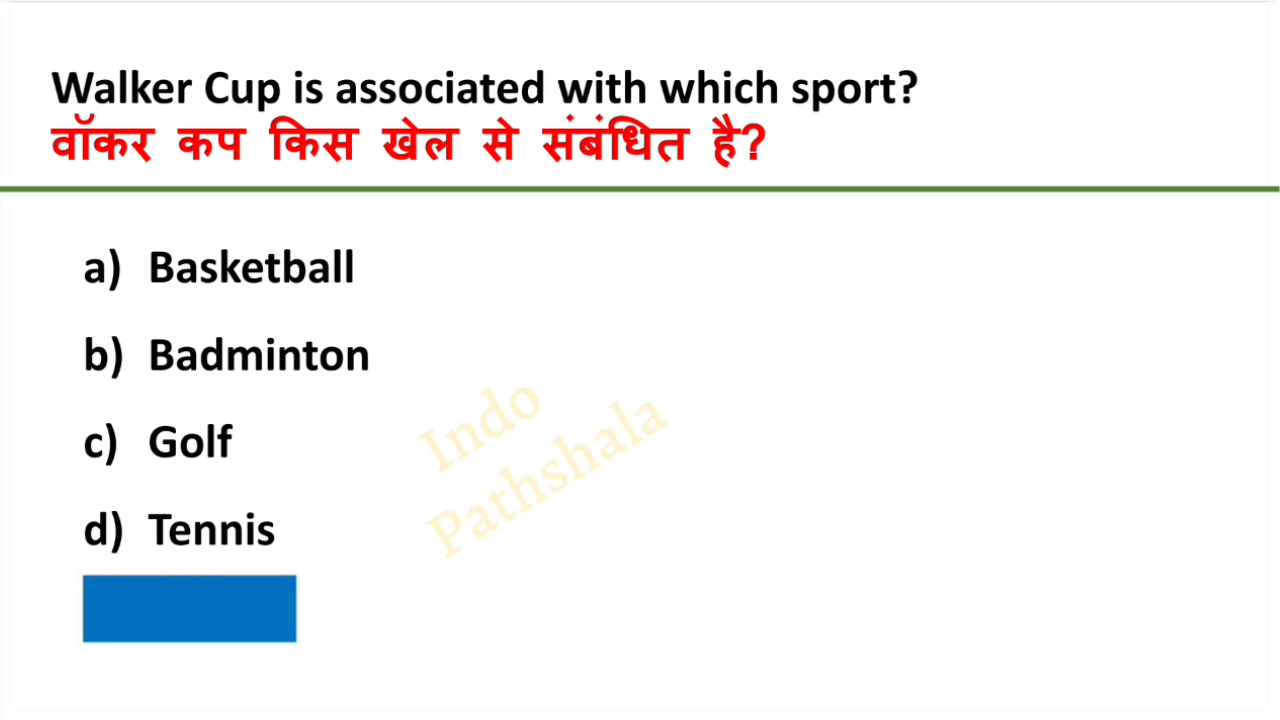 Walker Cup is associated with which sport?
वॉकर कप किस खेल से संबंधित है?
a) Basketball
b) Badminton
c) Golf
d) Tennis
Indo
Pathshala